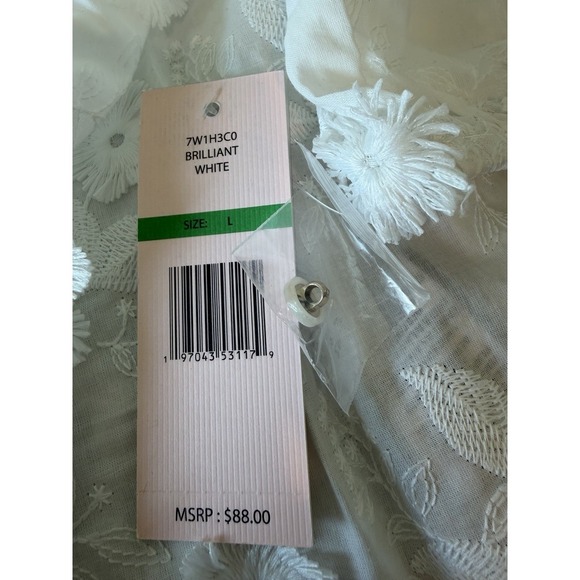 7W1H3C0
BRILLIANT
WHITE
SIZE: L
1 97043 53117 9
MSRP : $88.00